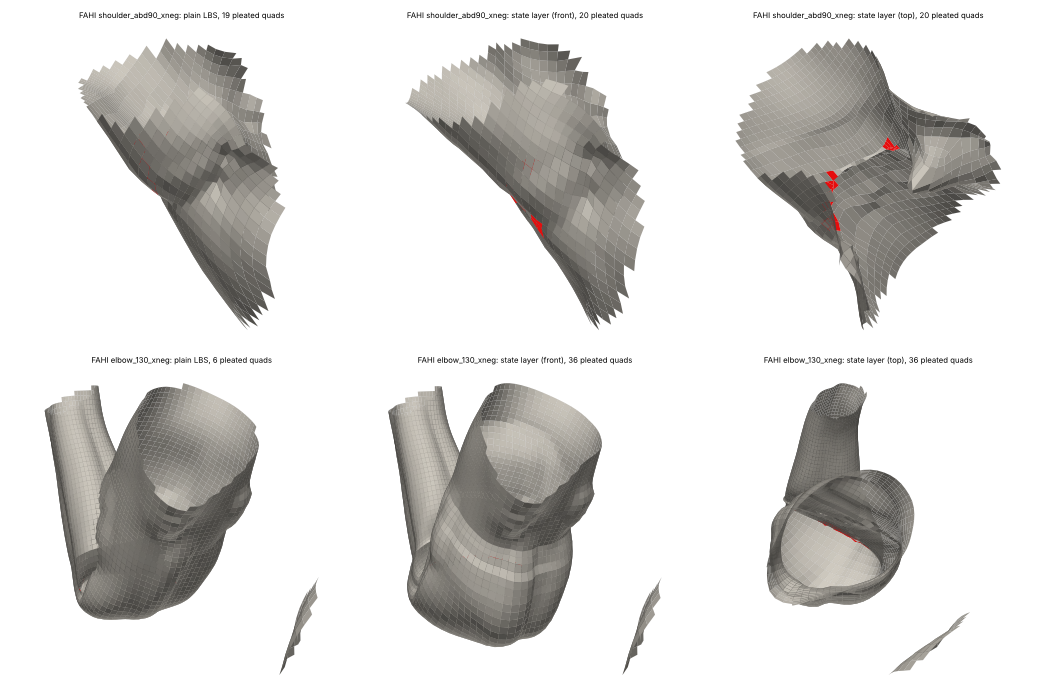 FAHI shoulder_abd90_xneg: plain LBS, 19 pleated quads
FAHI shoulder_abd90_xneg: state layer (front), 20 pleated quads
FAHI shoulder_abd90_xneg: state layer (top), 20 pleated quads
FAHI elbow_130_xneg: plain LBS, 6 pleated quads
FAHI elbow_130_xneg: state layer (front), 36 pleated quads
FAHI elbow_130_xneg: state layer (top), 36 pleated quads